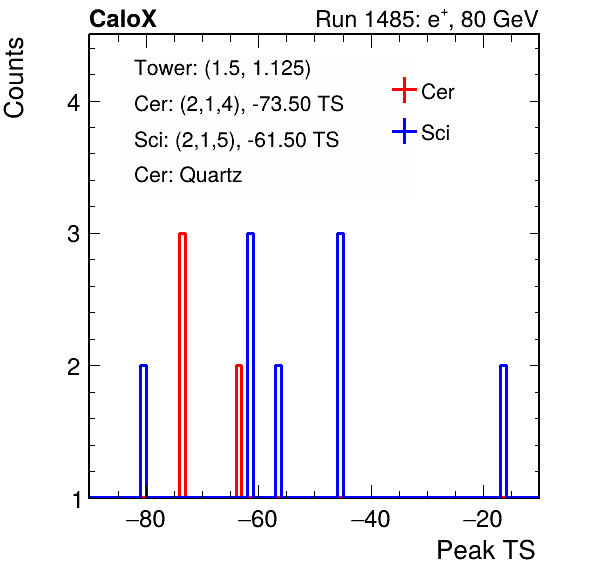 CaloX
Run 1485: e+, 80 GeV
Counts
Tower: (1.5, 1.125)
Cer: (2,1,4), -73.50 TS
Sci: (2,1,5), -61.50 TS
Cer: Quartz
Cer
Sci
4
3
2
1
−80 −60 −40 −20
Peak TS